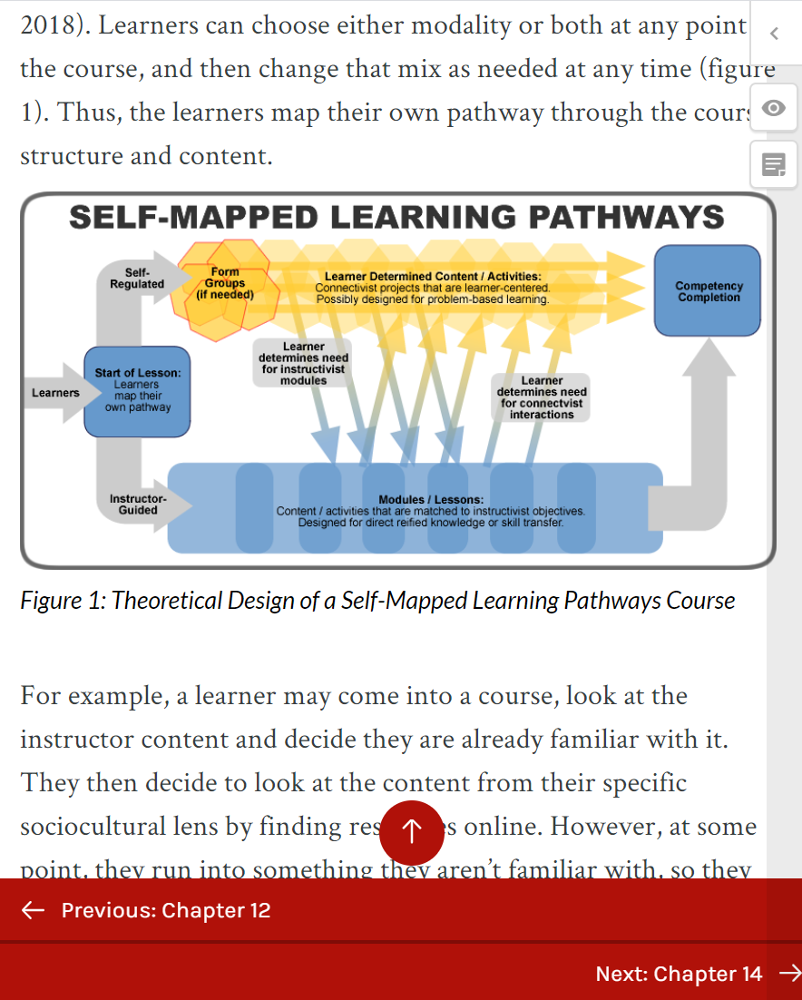 2018). Learners can choose either modality or both at any point
the course, and then change that mix as needed at any time (figure
1). Thus, the learners map their own pathway through the cours
structure and content.
SELF-MAPPED LEARNING PATHWAYS
Self-
Regulated
Form
Groups
(if needed)
Learner Determined Content / Activities:
Connectivist projects that are learner-centered.
Possibly designed for problem-based learning.
Competency
Completion
Learner
determines need
for instructivist
modules
Learners
Start of Lesson:
Learners
map their
own pathway
Learner
determines need
for connectvist
interactions
Instructor-
Guided
Modules / Lessons:
Content / activities that are matched to instructivist objectives.
Designed for direct reified knowledge or skill transfer.
Figure 1: Theoretical Design of a Self-Mapped Learning Pathways Course
For example, a learner may come into a course, look at the
instructor content and decide they are already familiar with it.
They then decide to look at the content from their specific
sociocultural lens by finding res s online. However, at some
point, they run into something they aren't familiar with, so they
Previous: Chapter 12
Next: Chapter 14